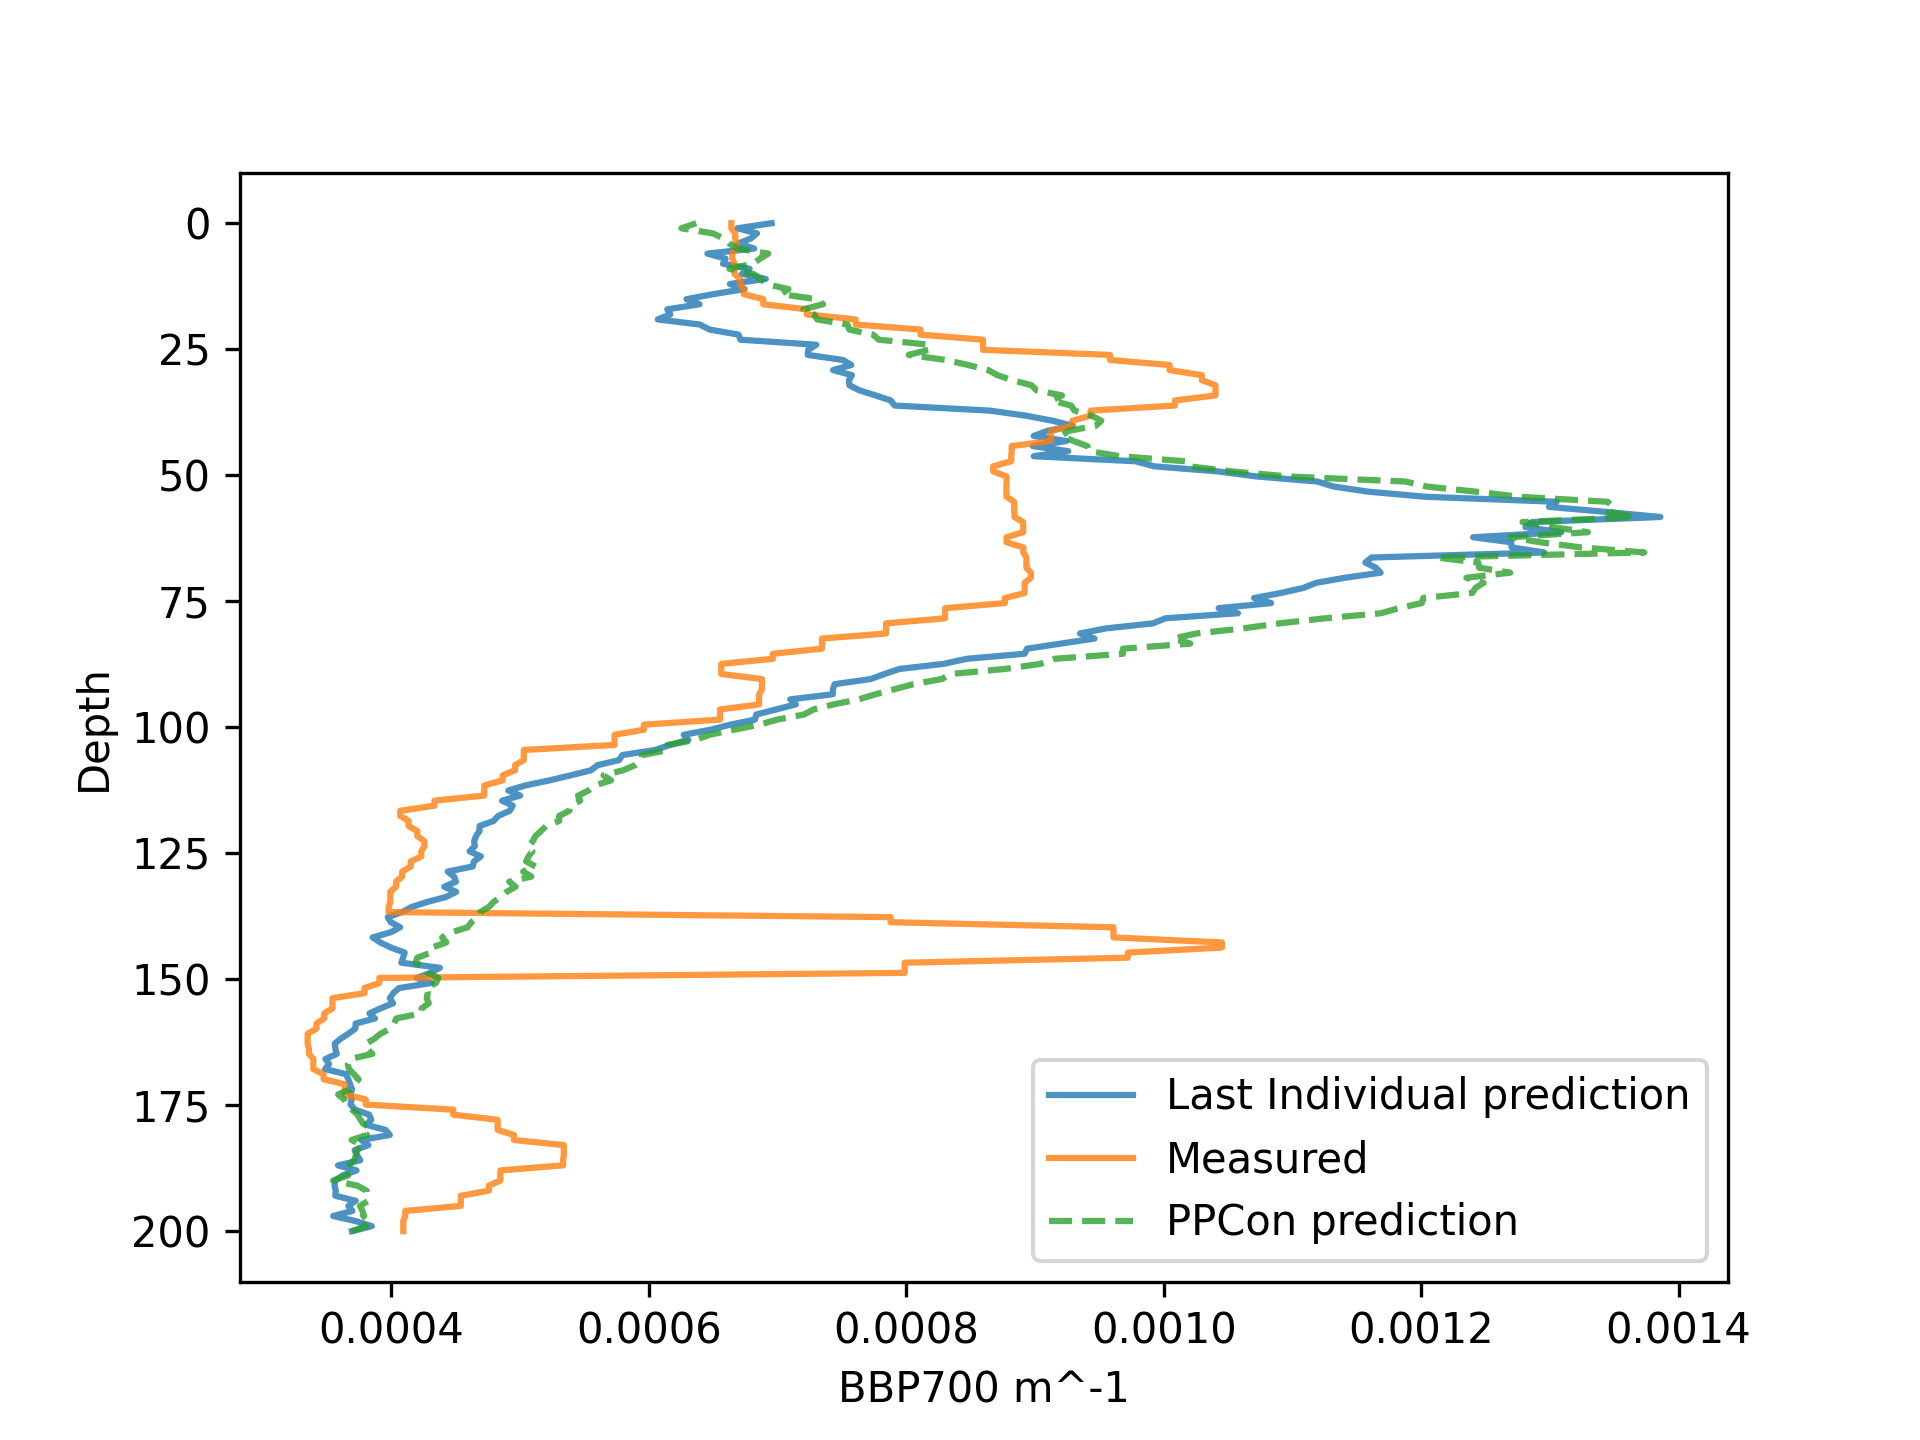 0
25
50
75
100
125
150
175
200
Depth
0.0004 0.0006 0.0008 0.0010 0.0012 0.0014
BBP700 m^-1
Last Individual prediction
Measured
PPCon prediction